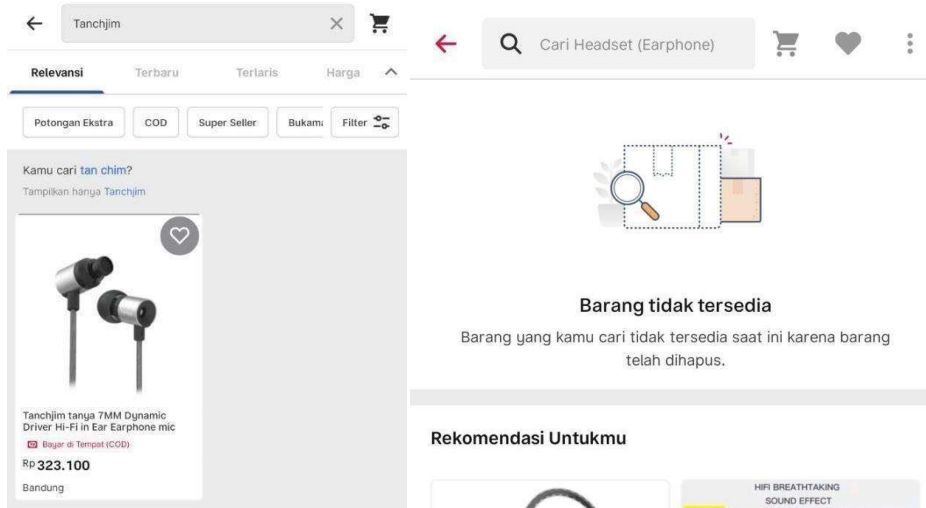 Tanchjim
Relevansi
Terbaru
Terlaris
Harga
Potongan Ekstra
COD
Super Seller
Bukama
Filter
Kamu cari tan chim?
Tampilkan hanya Tanchjim
Tanchjim tanya 7MM Dynamic
Driver Hi-Fi in Ear Earphone mic
Bayar di Tempat (COD)
Rp323.100
Bandung
Cari Headset (Earphone)
Barang tidak tersedia
Barang yang kamu cari tidak tersedia saat ini karena barang
telah dihapus.
Rekomendasi Untukmu
HIFI BREATHTAKING
SOUND EFFECT